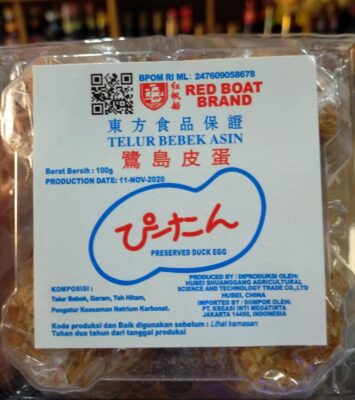 BPOM RI ML: 247609058678
紅帆船
RED BOAT
BRAND
東方食品保證
TELUR BEBEK ASIN
鷺島皮蛋
Berat Bersih : 100g
PRODUCTION DATE: 11-NOV-2020
ぴーたん
PRESERVED DUCK EGG
KOMPOSISI :
Telur Bebek, Garam, Teh Hitam,
Pengatur Keasaman Natrium Karbonat.
PRODUCED BY / DIPRODUKSI OLEH:
HUBEI SHUANGGANG AGRICULTURAL
SCIENCE AND TECHNOLOGY TRADE CO.,LTD
HUBEI, CHINA
IMPORTED BY : DIIMPOR OLEH:
PT. KREASI INTI MEGATIRTA
JAKARTA 14450, INDONESIA
Kode produksi dan Baik digunakan sebelum : Lihat kemasan
Tahan dua tahun dari tanggal produksi